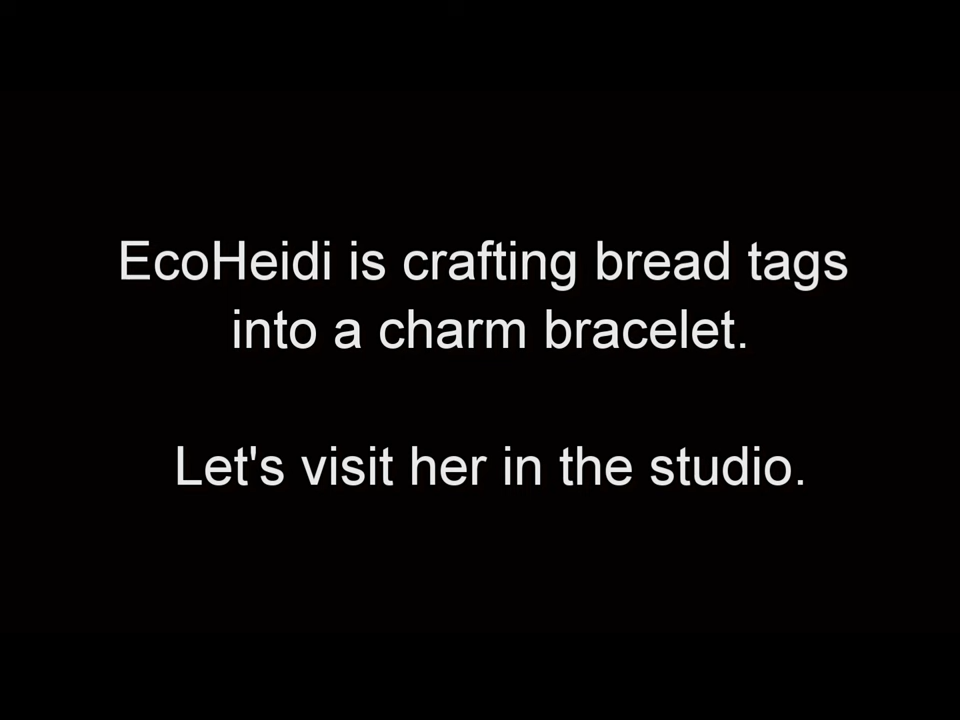 EcoHeidi is crafting bread tags
into a charm bracelet.
Let's visit her in the studio.